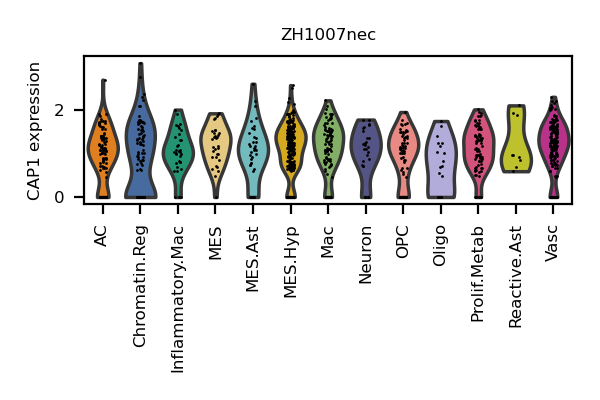 ZH1007nec
CAP1 expression
2
0
AC
Chromatin.Reg
Inflammatory.Mac
MES
MES.Ast
MES.Hyp
Mac
Neuron
OPC
Oligo
Prolif.Metab
Reactive.Ast
Vasc